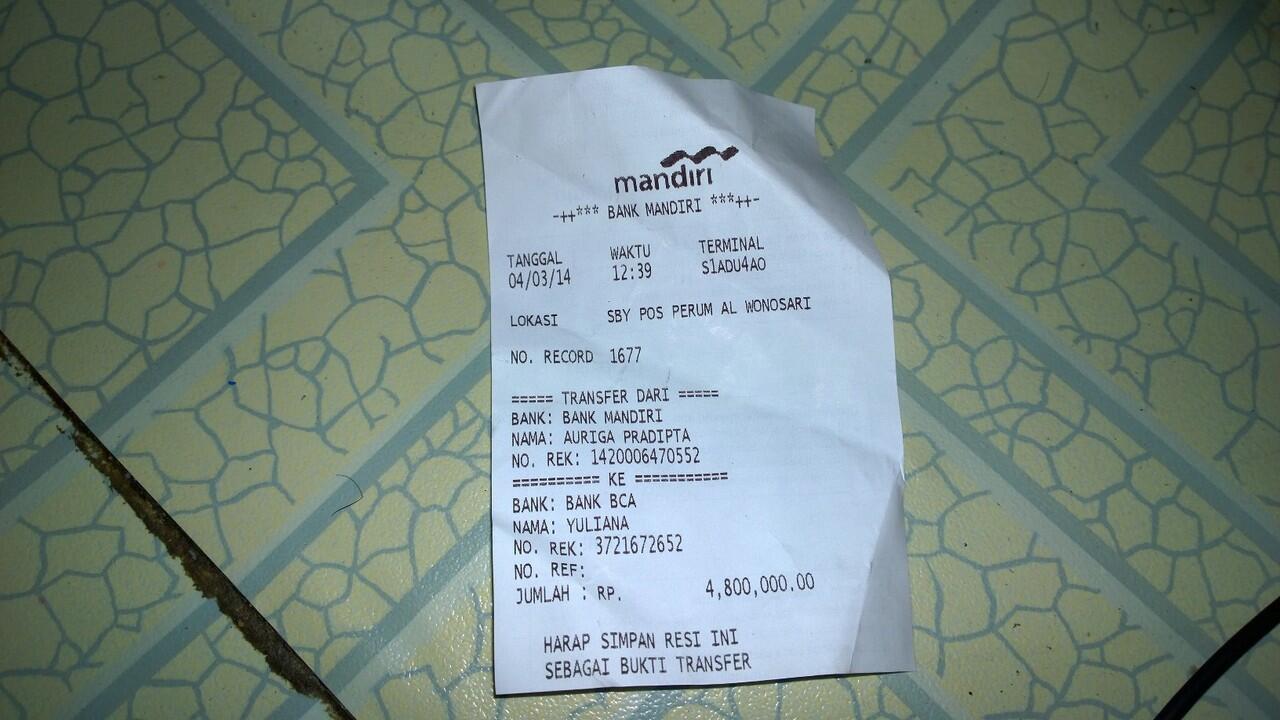 mandiri
-++*** BANK MANDIRI ***++-
TANGGAL WAKTU TERMINAL
04/03/14 12:39 S1ADU4AO
LOKASI SBY POS PERUM AL WONOSARI
NO. RECORD 1677
===== TRANSFER DARI =====
BANK: BANK MANDIRI
NAMA: AURIGA PRADIPTA
NO. REK: 1420006470552
========== KE ===========
BANK: BANK BCA
NAMA: YULIANA
NO. REK: 3721672652
NO. REF:
JUMLAH : RP. 4,800,000.00
HARAP SIMPAN RESI INI
SEBAGAI BUKTI TRANSFER